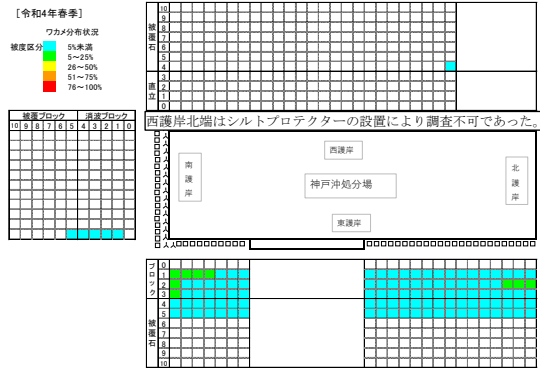 ［令和4年春季］
ワカメ分布状況
被度区分
5%未満
5～25%
26～50%
51～75%
76～100%
被覆石
10
9
8
7
6
5
4
直立
3
2
1
0
被覆ブロック 消波ブロック
10 9 8 7 6 5 4 3 2 1 0
西護岸北端はシルトプロテクターの設置により調査不可であった。
西護岸
南護岸
神戸沖処分場
北護岸
東護岸
ブロック
0
1
2
3
被覆石
4
5
6
7
8
9
10